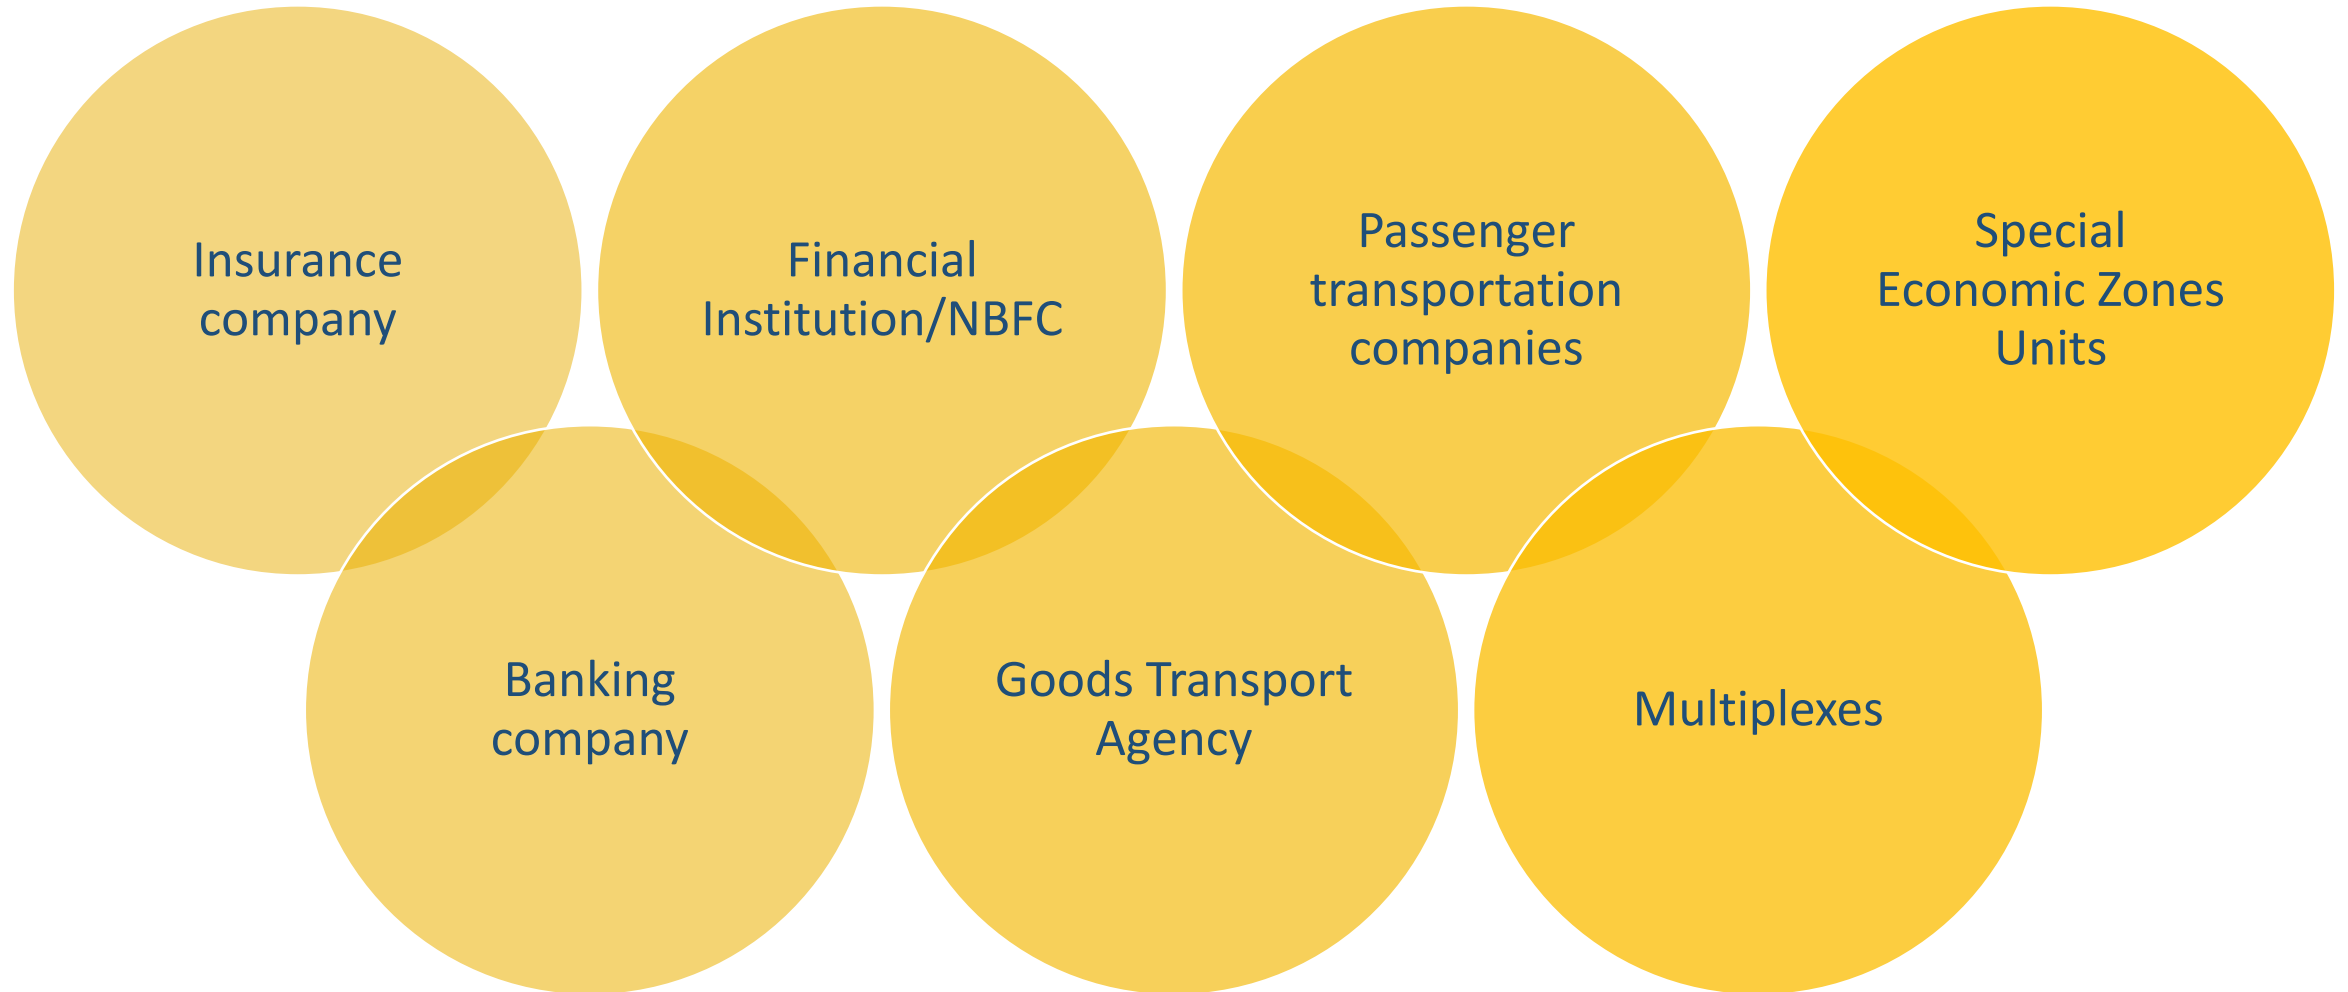 Insurance
company
Financial
Institution/NBFC
Passenger
transportation
companies
Special
Economic Zones
Units
Banking
company
Goods Transport
Agency
Multiplexes